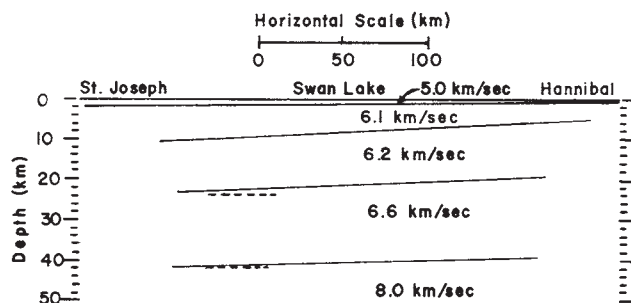 Horizontal Scale (km)
0 50 100
St. Joseph Swan Lake 5.0 km/sec Hannibal
0
6.1 km/sec
10
6.2 km/sec
20
6.6 km/sec
30
40
8.0 km/sec
50
Depth (km)